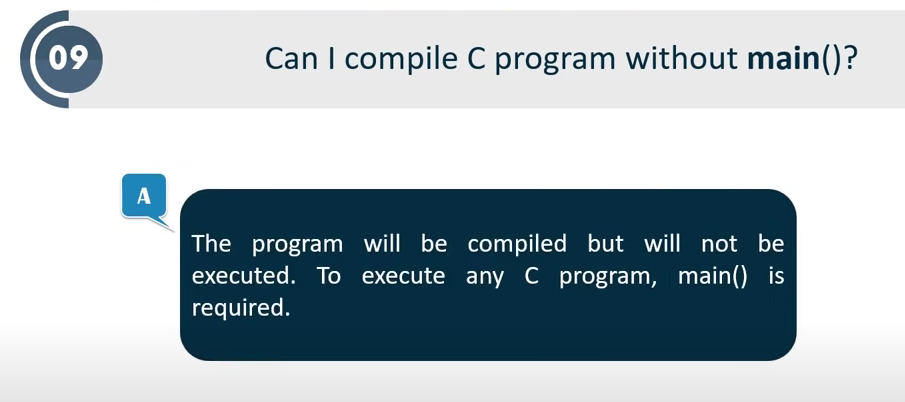 09
Can I compile C program without main()?
A
The program will be compiled but will not be
executed. To execute any C program, main() is
required.